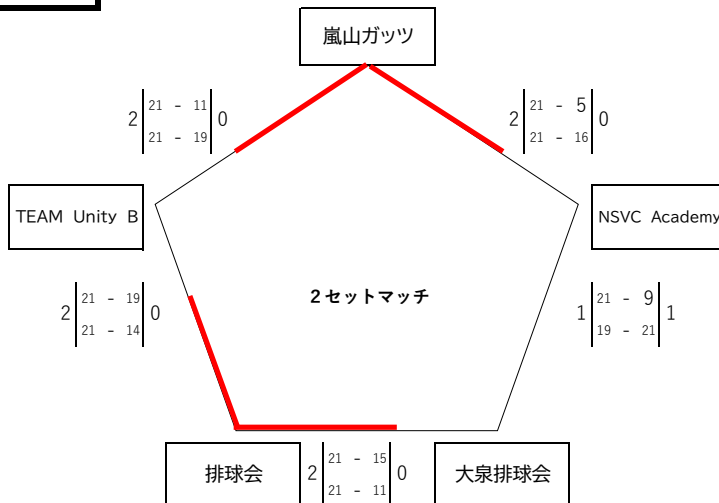 嵐山ガッツ
2 21 - 11 0
21 - 19
2 21 - 5 0
21 - 16
TEAM Unity B
NSVC Academy
2セットマッチ
2 21 - 19 0
21 - 14
1 21 - 9 1
19 - 21
排球会
2 21 - 15 0
21 - 11
大泉排球会